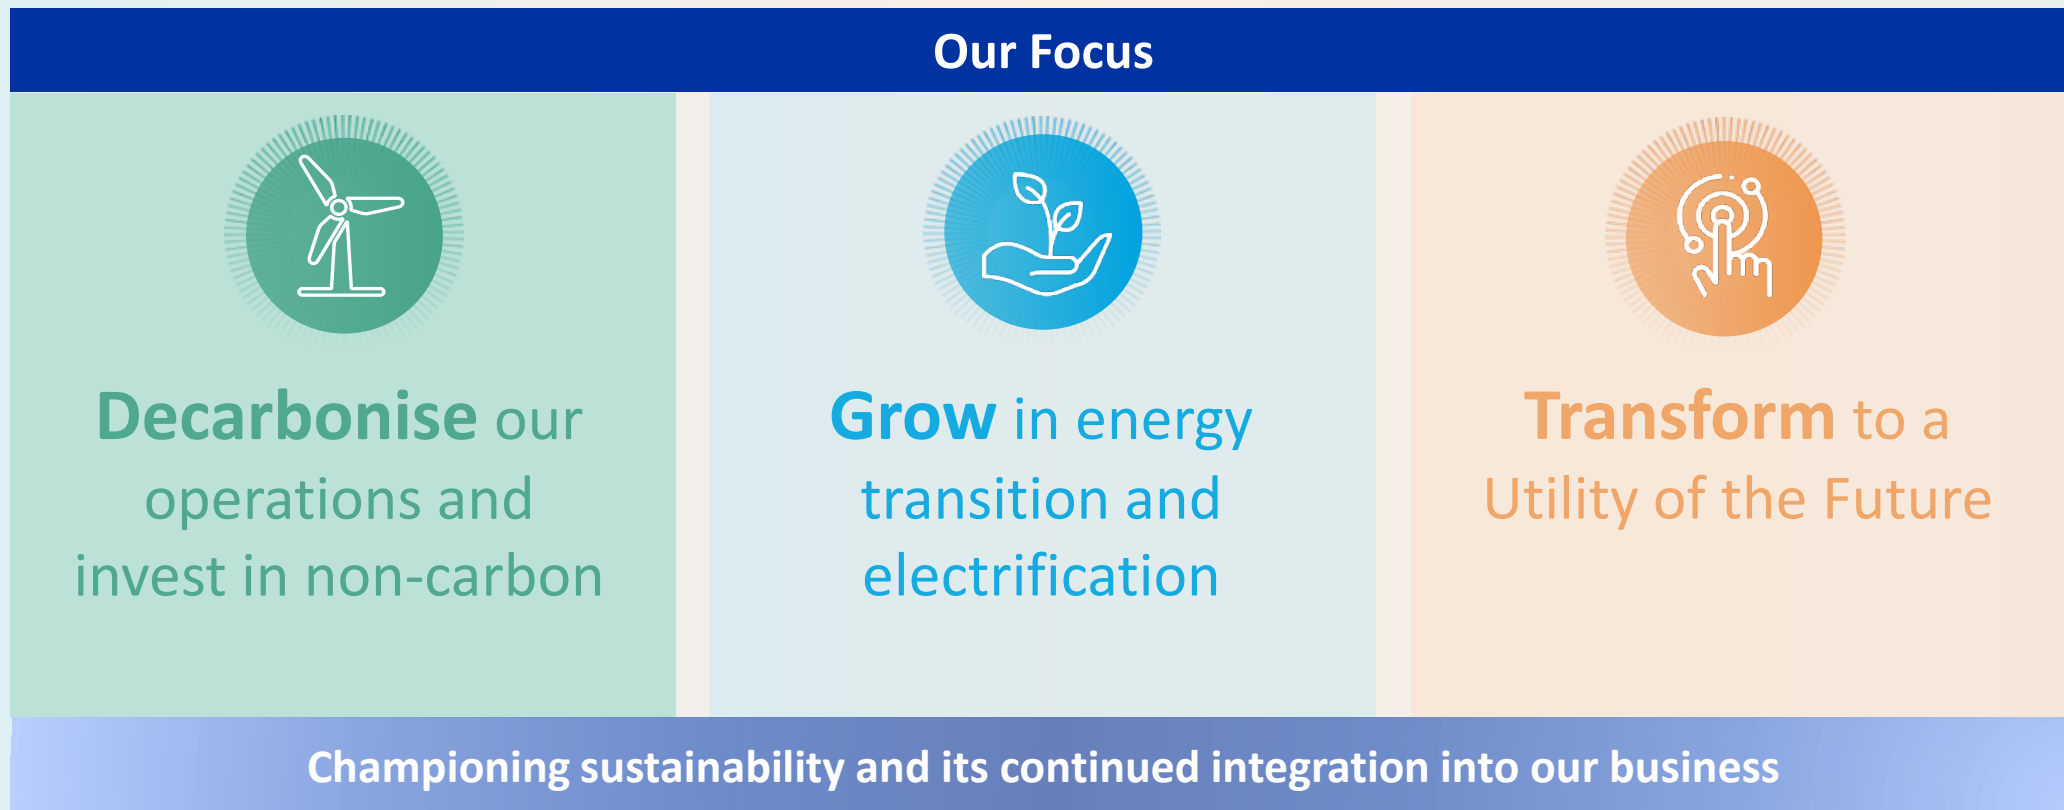 Our Focus
Decarbonise our
operations and
invest in non-carbon
Grow in energy
transition and
electrification
Transform to a
Utility of the Future
Championing sustainability and its continued integration into our business